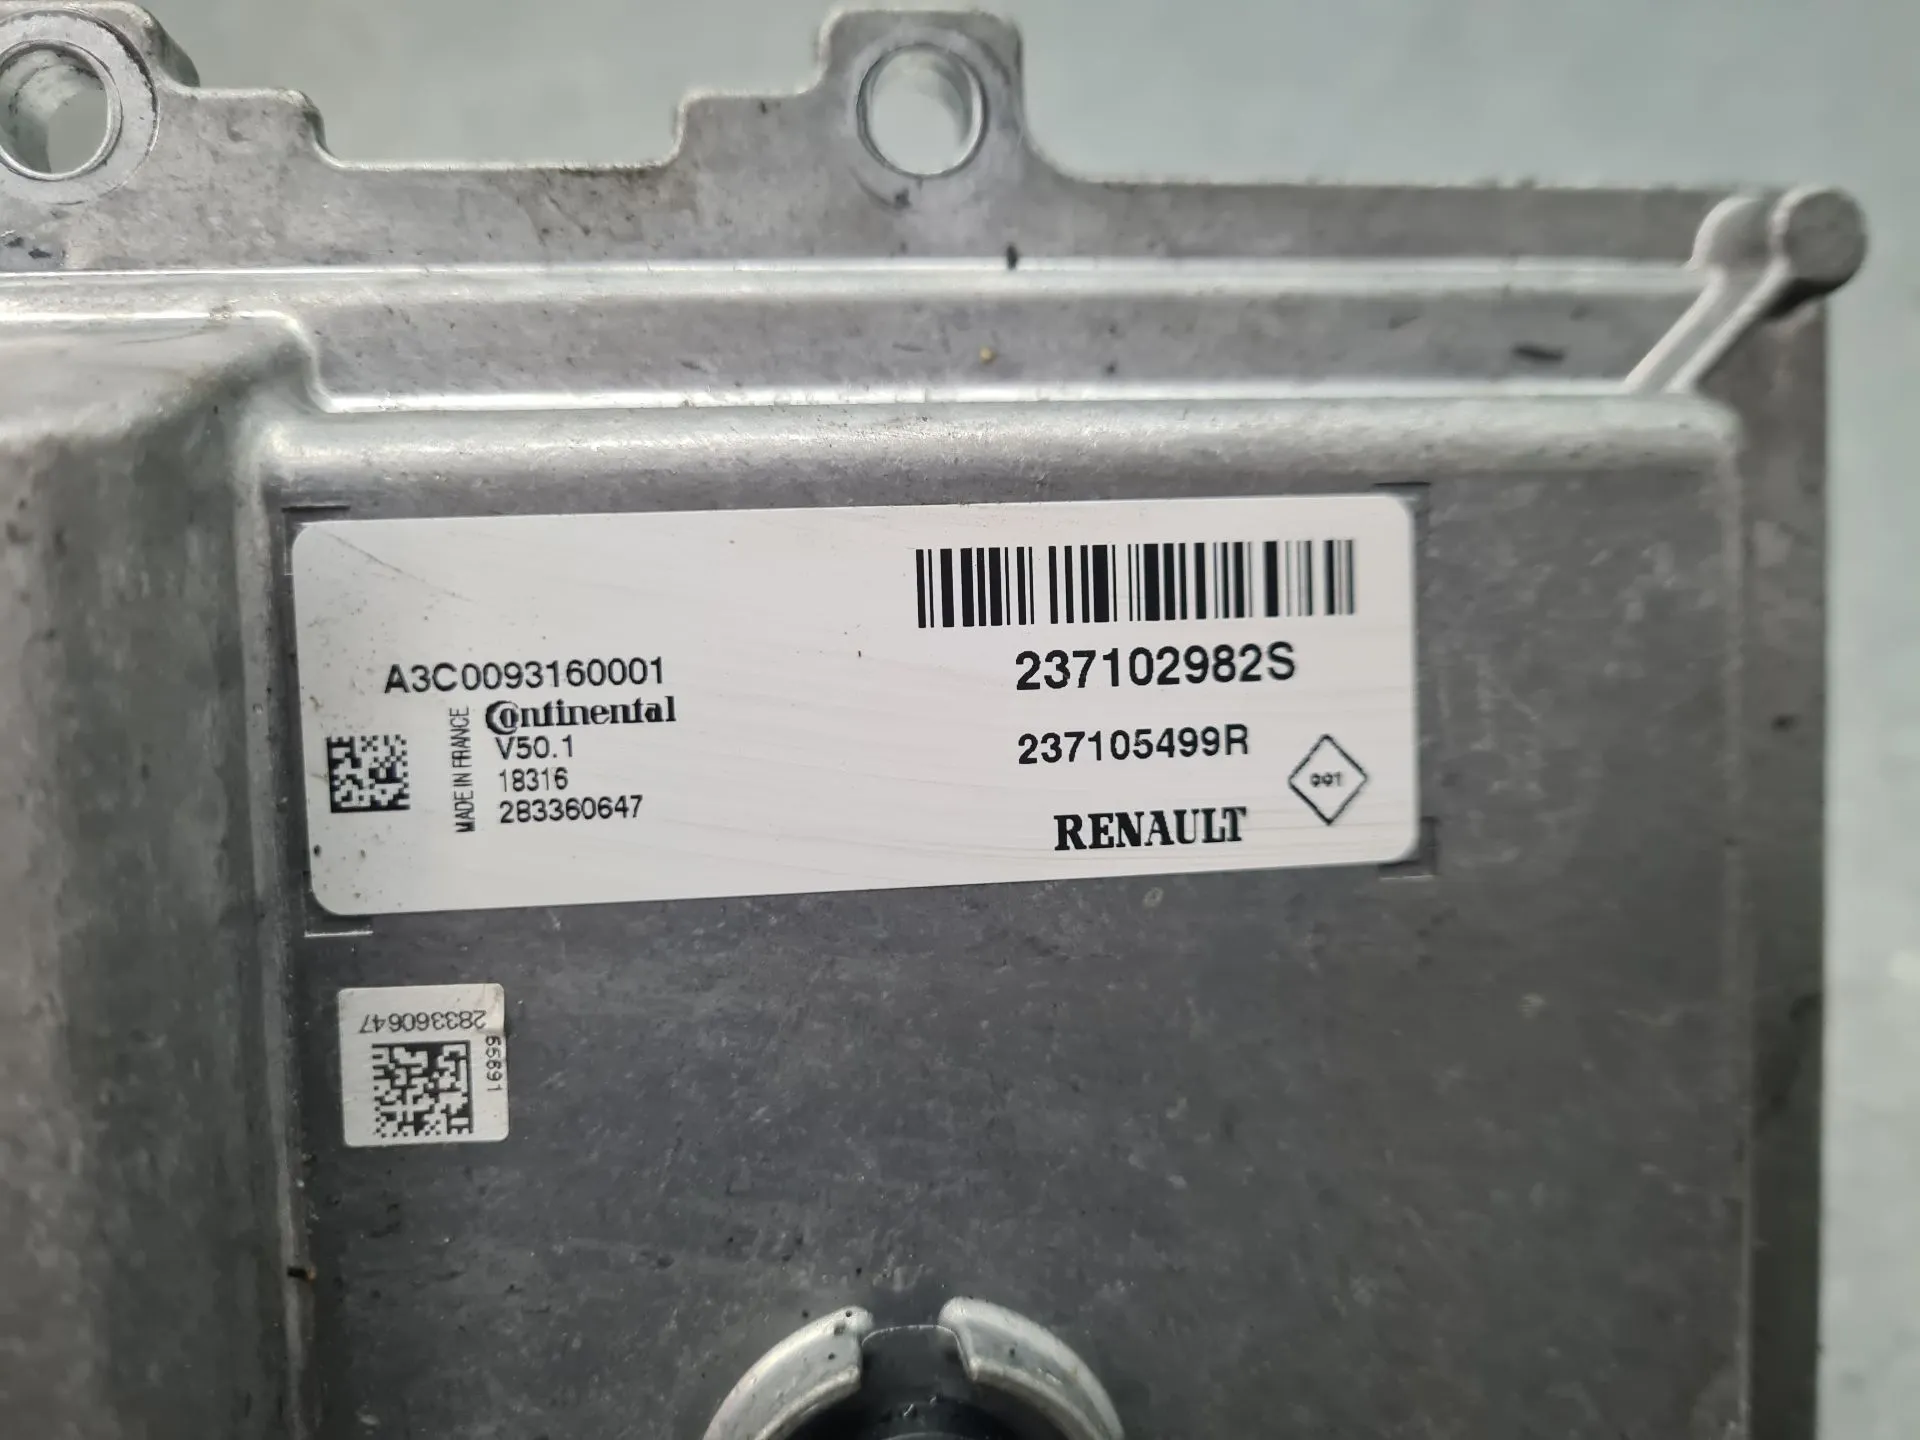 A3C0093160001
Continental
MADE IN FRANCE
V50.1
18316
283360647
237102982S
237105499R
001
RENAULT
283360647
55691